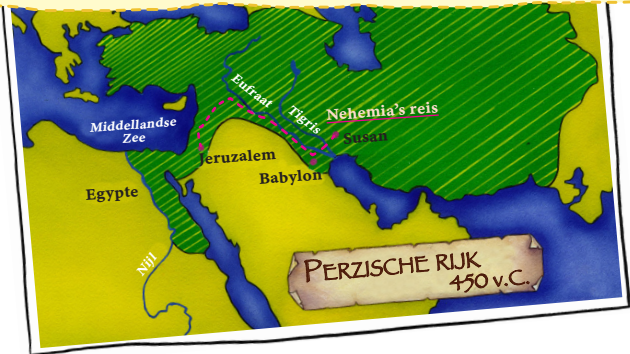 Eufraat
Tigris
Nehemia's reis
Middellandse
Zee
Susan
Jeruzalem
Babylon
Egypte
Nijl
PERZISCHE RIJK
450 V.C.